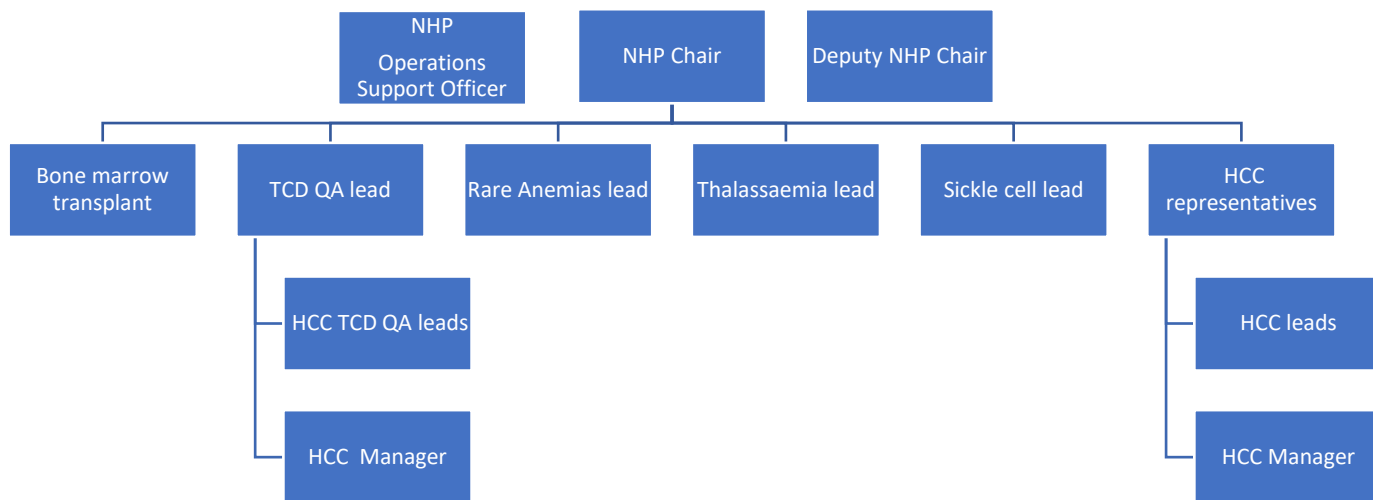 NHP
Operations
Support Officer
NHP Chair
Deputy NHP Chair
Bone marrow
transplant
TCD QA lead
Rare Anemias lead
Thalassaemia lead
Sickle cell lead
HCC
representatives
HCC TCD QA leads
HCC leads
HCC  Manager
HCC Manager